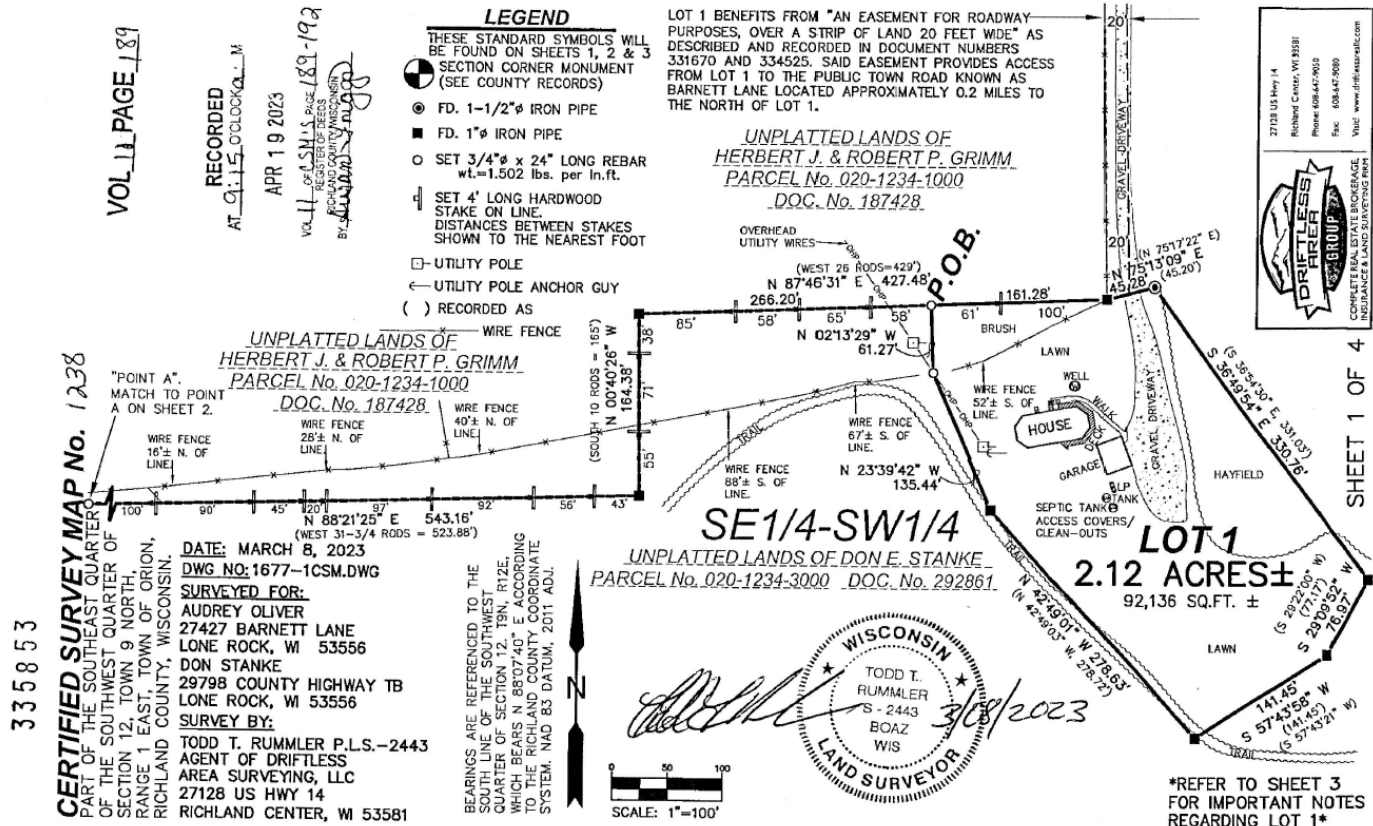 VOL 11 PAGE 189
RECORDED
AT 9:15 O'CLOCK a M
APR 19 2023
VOL 11 OF CSM'S PAGE 189-192
REGISTER OF DEEDS
RICHLAND COUNTY WISCONSIN
BY
LEGEND
THESE STANDARD SYMBOLS WILL
BE FOUND ON SHEETS 1, 2 & 3
SECTION CORNER MONUMENT
(SEE COUNTY RECORDS)
FD. 1-1/2"ø IRON PIPE
FD. 1"ø IRON PIPE
SET 3/4"ø x 24" LONG REBAR
wt.=1.502 lbs. per ln.ft.
SET 4' LONG HARDWOOD
STAKE ON LINE.
DISTANCES BETWEEN STAKES
SHOWN TO THE NEAREST FOOT
UTILITY POLE
UTILITY POLE ANCHOR GUY
( ) RECORDED AS
WIRE FENCE
LOT 1 BENEFITS FROM "AN EASEMENT FOR ROADWAY
PURPOSES, OVER A STRIP OF LAND 20 FEET WIDE" AS
DESCRIBED AND RECORDED IN DOCUMENT NUMBERS
331670 AND 334525. SAID EASEMENT PROVIDES ACCESS
FROM LOT 1 TO THE PUBLIC TOWN ROAD KNOWN AS
BARNETT LANE LOCATED APPROXIMATELY 0.2 MILES TO
THE NORTH OF LOT 1.
UNPLATTED LANDS OF
HERBERT J. & ROBERT P. GRIMM
PARCEL No. 020-1234-1000
DOC. No. 187428
20'
GRAVEL DRIVEWAY
20'
27128 US Hwy 14
Richland Center, WI 53581
Phone: 608-647-9050
Fax: 608-647-9080
Visit! www.driftlessarealtc.com
DRIFTLESS
AREA
GROUP
COMPLETE REAL ESTATE BROKERAGE
INSURANCE & LAND SURVEYING FIRM
OVERHEAD
UTILITY WIRES
OHP
OHP
P.O.B.
(WEST 26 RODS=429')
N 87°46'31" E 427.48'
266.20'
161.28'
85'
58'
65'
58'
61'
100'
(N 75°17'22" E)
N 75°13'09" E
45.28'
(45.20')
N 02°13'29" W
61.27'
BRUSH
LAWN
WELL
WALK
HOUSE
DECK
GARAGE
GRAVEL DRIVEWAY
LP
TANK
SEPTIC TANK
ACCESS COVERS/
CLEAN-OUTS
HAYFIELD
(S 36°54'30" E 331.03')
S 36°49'54" E 330.76'
UNPLATTED LANDS OF
HERBERT J. & ROBERT P. GRIMM
PARCEL No. 020-1234-1000
DOC. No. 187428
"POINT A".
MATCH TO POINT
A ON SHEET 2.
WIRE FENCE
16'± N. OF
LINE
WIRE FENCE
28'± N. OF
LINE
WIRE FENCE
40'± N. OF
LINE
(SOUTH 10 RODS = 165')
N 00°40'26" W
164.38'
38'
71'
55'
TRAIL
WIRE FENCE
88'± S. OF
LINE.
WIRE FENCE
67'± S. OF
LINE.
WIRE FENCE
52'± S. OF
LINE.
OHP-OHP
N 23°39'42" W
135.44'
100'
90'
45'
20'
97'
92'
56'
43'
N 88°21'25" E 543.16'
(WEST 31-3/4 RODS = 523.88')
SE1/4-SW1/4
UNPLATTED LANDS OF DON E. STANKE
PARCEL No. 020-1234-3000 DOC. No. 292861
LOT 1
2.12 ACRES±
92,136 SQ.FT. ±
LAWN
(S 29°22'00" W)
(77.17')
S 29°09'52" W
76.97'
TRAIL
N 42°49'01" W 278.63'
(N 42°49'03" W, 278.72')
141.45'
S 57°43'58" W
(141.45')
(S 57°43'21" W)
TRAIL
SHEET 1 OF 4
335853
CERTIFIED SURVEY MAP No. 1238
PART OF THE SOUTHEAST QUARTER
OF THE SOUTHWEST QUARTER OF
SECTION 12, TOWN 9 NORTH,
RANGE 1 EAST, TOWN OF ORION,
RICHLAND COUNTY, WISCONSIN.
DATE: MARCH 8, 2023
DWG NO: 1677-1CSM.DWG
SURVEYED FOR:
AUDREY OLIVER
27427 BARNETT LANE
LONE ROCK, WI 53556
DON STANKE
29798 COUNTY HIGHWAY TB
LONE ROCK, WI 53556
SURVEY BY:
TODD T. RUMMLER P.L.S.-2443
AGENT OF DRIFTLESS
AREA SURVEYING, LLC
27128 US HWY 14
RICHLAND CENTER, WI 53581
BEARINGS ARE REFERENCED TO THE
SOUTH LINE OF THE SOUTHWEST
QUARTER OF SECTION 12, T9N, R12E,
WHICH BEARS N 88°07'40" E ACCORDING
TO THE RICHLAND COUNTY COORDINATE
SYSTEM. NAD 83 DATUM, 2011 ADJ.
N
0 50 100
SCALE: 1"=100'
WISCONSIN
TODD T.
RUMMLER
S - 2443
BOAZ
WIS
LAND SURVEYOR
3/09/2023
*REFER TO SHEET 3
FOR IMPORTANT NOTES
REGARDING LOT 1*